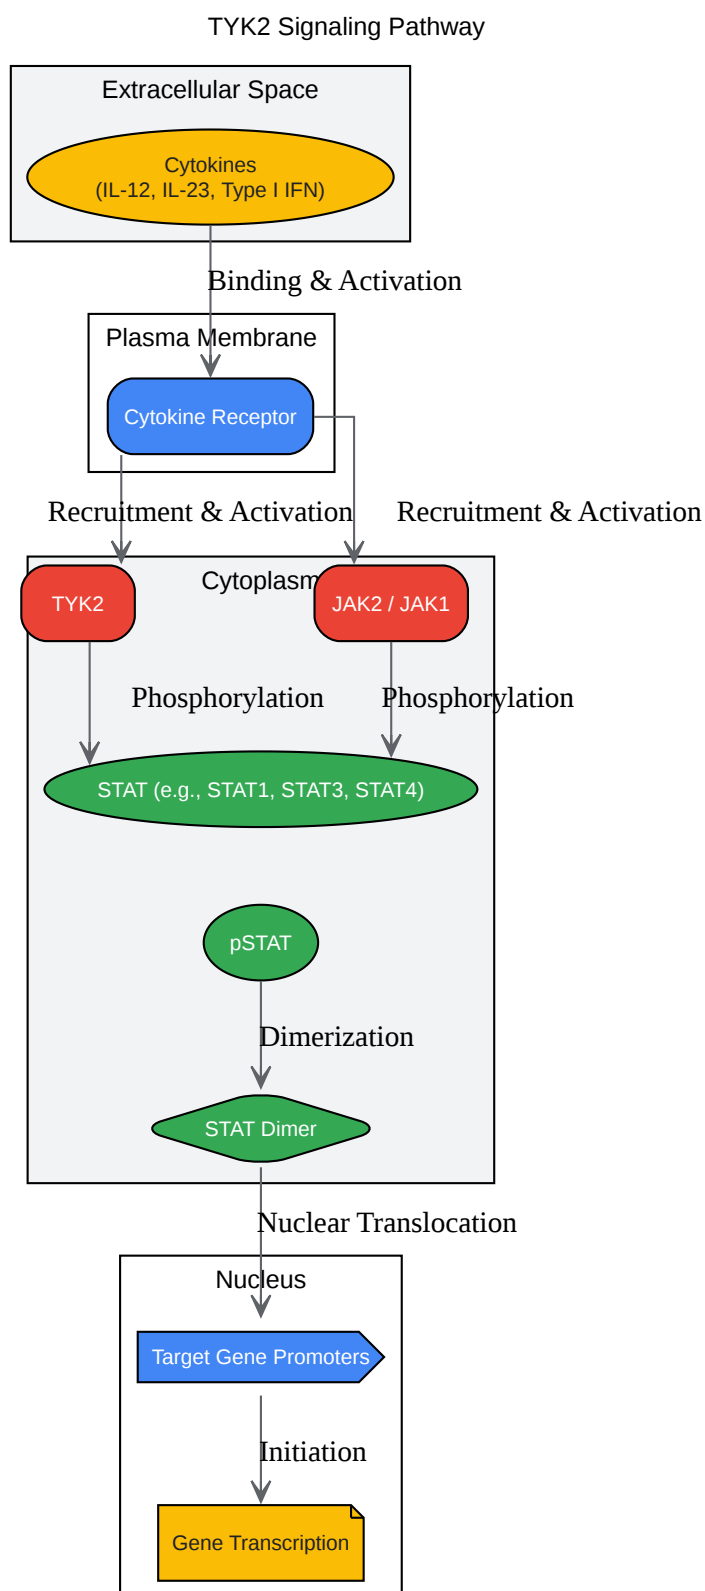 TYK2 Signaling Pathway
Extracellular Space
Cytokines
(IL-12, IL-23, Type I IFN)
Binding & Activation
Plasma Membrane
Cytokine Receptor
Recruitment & Activation
Recruitment & Activation
Cytoplasm
TYK2
JAK2 / JAK1
Phosphorylation
Phosphorylation
STAT (e.g., STAT1, STAT3, STAT4)
pSTAT
Dimerization
STAT Dimer
Nuclear Translocation
Nucleus
Target Gene Promoters
Initiation
Gene Transcription